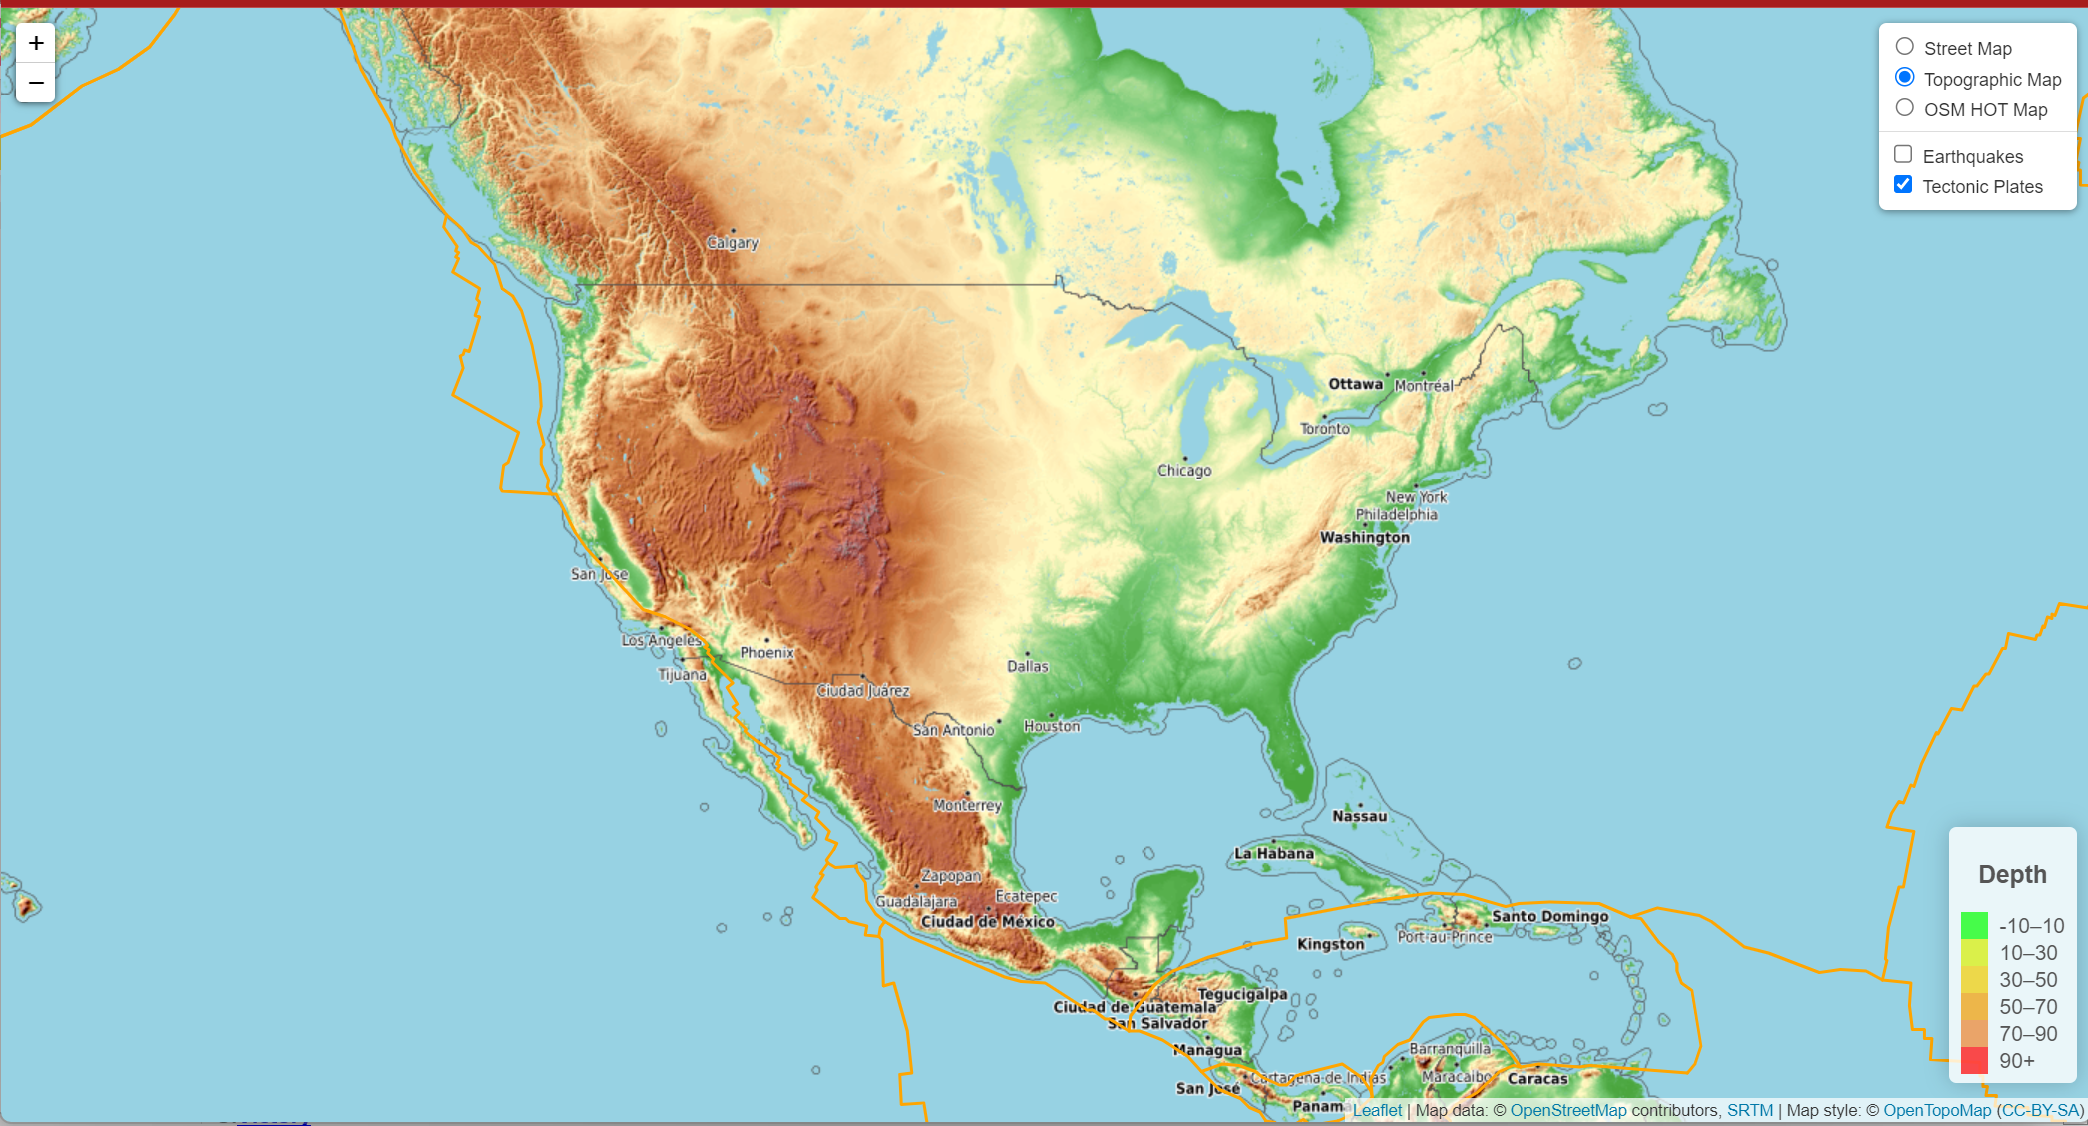 +
−
Street Map
Topographic Map
OSM HOT Map
Earthquakes
Tectonic Plates
Calgary
Ottawa
Montréal
Toronto
Chicago
New York
Philadelphia
Washington
San Jose
Los Angeles
Phoenix
Tijuana
Dallas
Ciudad Juárez
San Antonio
Houston
Monterrey
Nassau
La Habana
Zapopan
Ecatepec
Guadalajara
Ciudad de México
Santo Domingo
Port-au-Prince
Kingston
Tegucigalpa
Ciudad de Guatemala
San Salvador
Managua
Barranquilla
Cartagena de Indias
Maracaibo
Caracas
San José
Panam
Depth
-10–10
10–30
30–50
50–70
70–90
90+
Leaflet | Map data: © OpenStreetMap contributors, SRTM | Map style: © OpenTopoMap (CC-BY-SA)